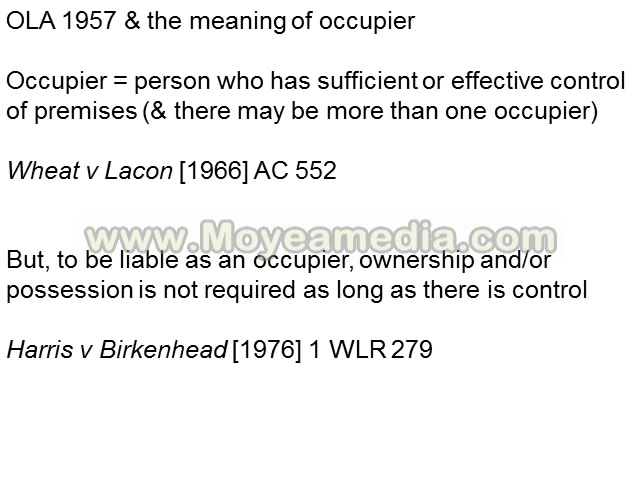 OLA 1957 & the meaning of occupier
Occupier = person who has sufficient or effective control
of premises (& there may be more than one occupier)
Wheat v Lacon [1966] AC 552
www.Moyeamedia.com
But, to be liable as an occupier, ownership and/or
possession is not required as long as there is control
Harris v Birkenhead [1976] 1 WLR 279